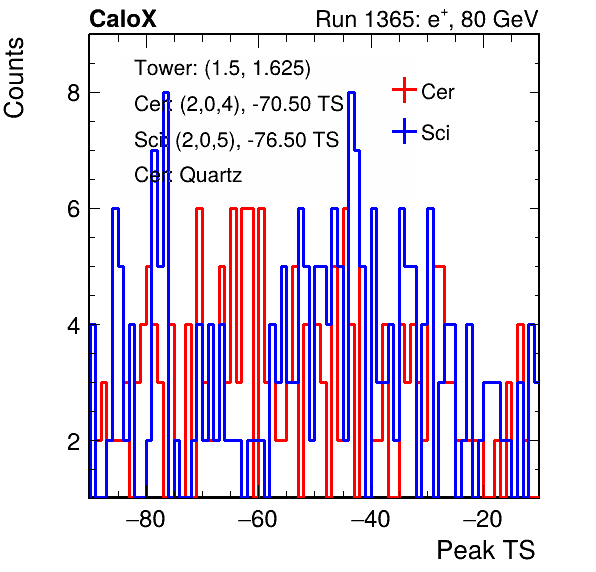 CaloX Run 1365: e⁺, 80 GeV
Counts
Tower: (1.5, 1.625)
Cer: (2,0,4), -70.50 TS
Sci: (2,0,5), -76.50 TS
Cer: Quartz
Cer
Sci
8
6
4
2
−80 −60 −40 −20
Peak TS